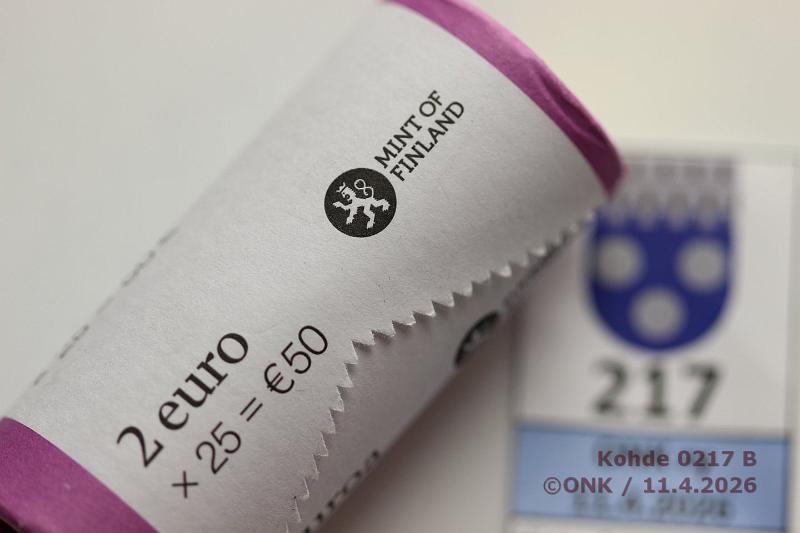 MINT OF
FINLAND
2 euro
× 25 = €50
217
Kohde 0217 B
©ONK / 11.4.2026